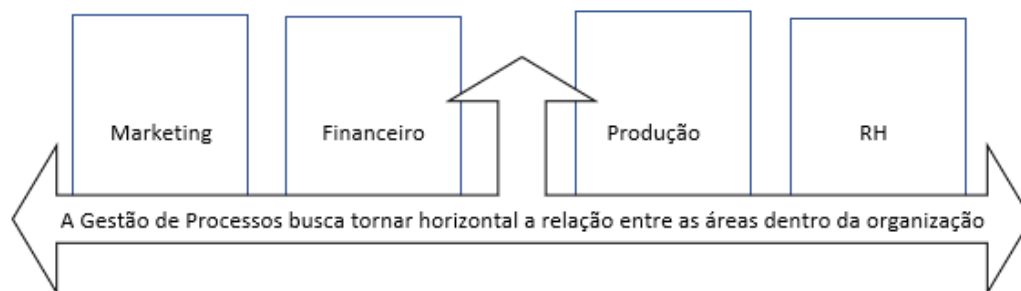 Marketing
Financeiro
Produção
RH
A Gestão de Processos busca tornar horizontal a relação entre as áreas dentro da organização